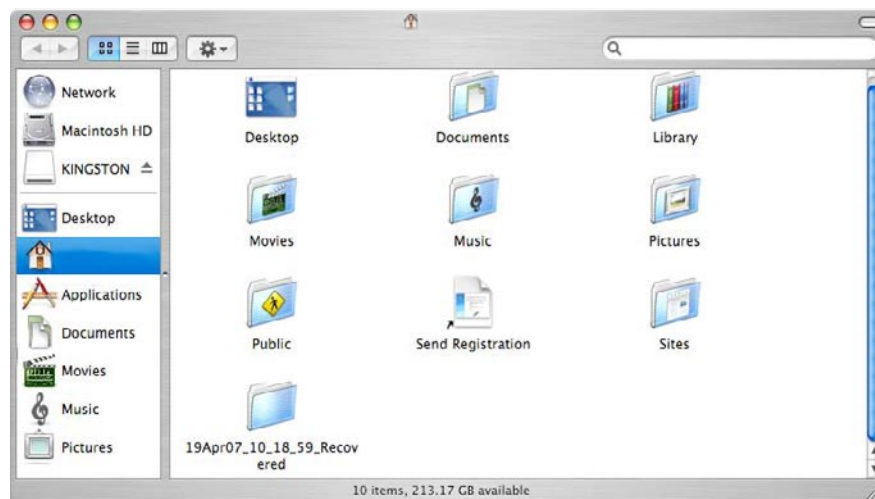 Network
Macintosh HD
KINGSTON
Desktop
Applications
Documents
Movies
Music
Pictures
Desktop
Documents
Library
Movies
Music
Pictures
Public
Send Registration
Sites
19Apr07_10_18_59_Recov
ered
10 items, 213.17 GB available